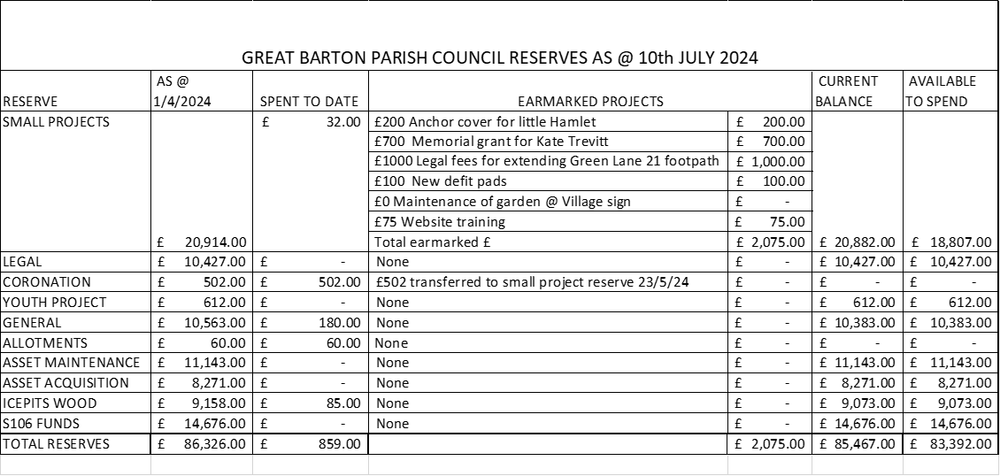 GREAT BARTON PARISH COUNCIL RESERVES AS @ 10th JULY 2024
RESERVE AS @ 1/4/2024 SPENT TO DATE EARMARKED PROJECTS CURRENT BALANCE AVAILABLE TO SPEND
SMALL PROJECTS £ 32.00 £200 Anchor cover for little Hamlet £ 200.00
£700 Memorial grant for Kate Trevitt £ 700.00
£1000 Legal fees for extending Green Lane 21 footpath £ 1,000.00
£100 New defit pads £ 100.00
£0 Maintenance of garden @ Village sign £ -
£75 Website training £ 75.00
£ 20,914.00 Total earmarked £ £ 2,075.00 £ 20,882.00 £ 18,807.00
LEGAL £ 10,427.00 £ - None £ - £ 10,427.00 £ 10,427.00
CORONATION £ 502.00 £ 502.00 £502 transferred to small project reserve 23/5/24 £ - £ - £ -
YOUTH PROJECT £ 612.00 £ - None £ - £ 612.00 £ 612.00
GENERAL £ 10,563.00 £ 180.00 None £ - £ 10,383.00 £ 10,383.00
ALLOTMENTS £ 60.00 £ 60.00 None £ - £ - £ -
ASSET MAINTENANCE £ 11,143.00 £ - None £ - £ 11,143.00 £ 11,143.00
ASSET ACQUISITION £ 8,271.00 £ - None £ - £ 8,271.00 £ 8,271.00
ICEPITS WOOD £ 9,158.00 £ 85.00 None £ - £ 9,073.00 £ 9,073.00
S106 FUNDS £ 14,676.00 £ - None £ - £ 14,676.00 £ 14,676.00
TOTAL RESERVES £ 86,326.00 £ 859.00 £ 2,075.00 £ 85,467.00 £ 83,392.00